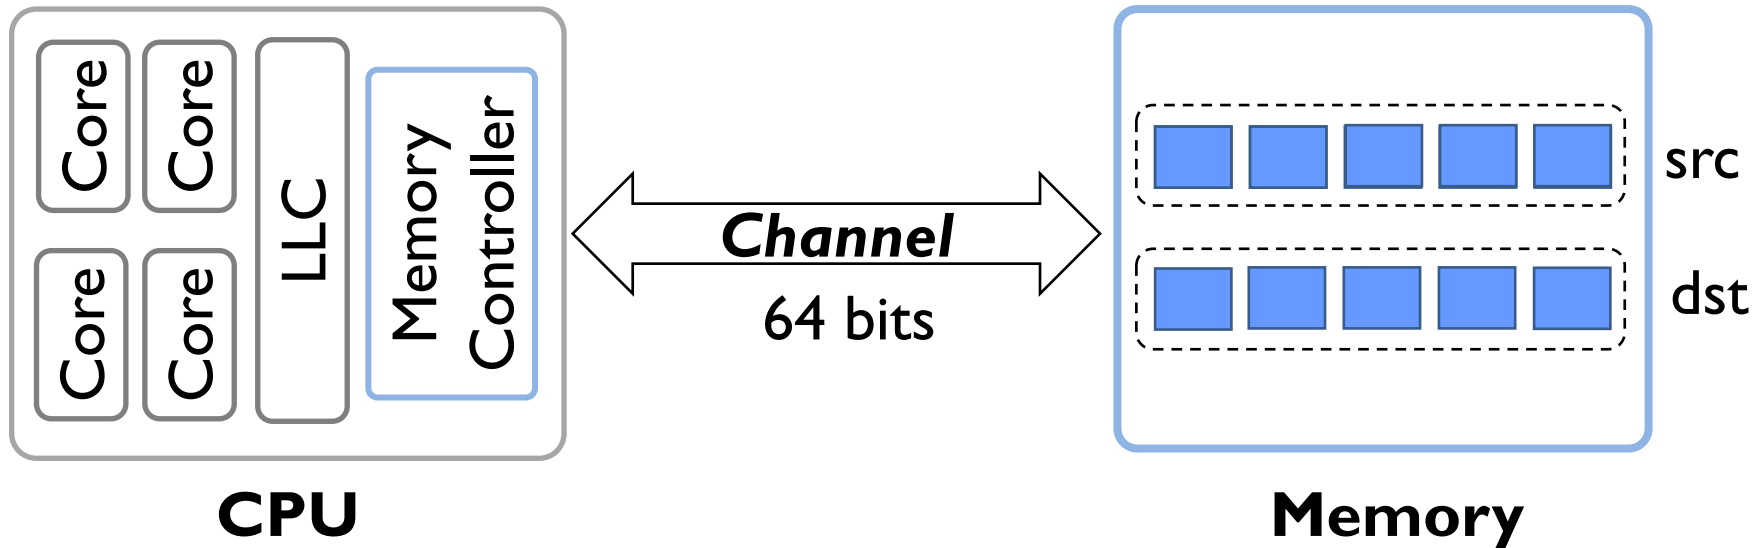 Core
Core
Core
Core
LLC
Memory
Controller
Channel
64 bits
src
dst
CPU
Memory